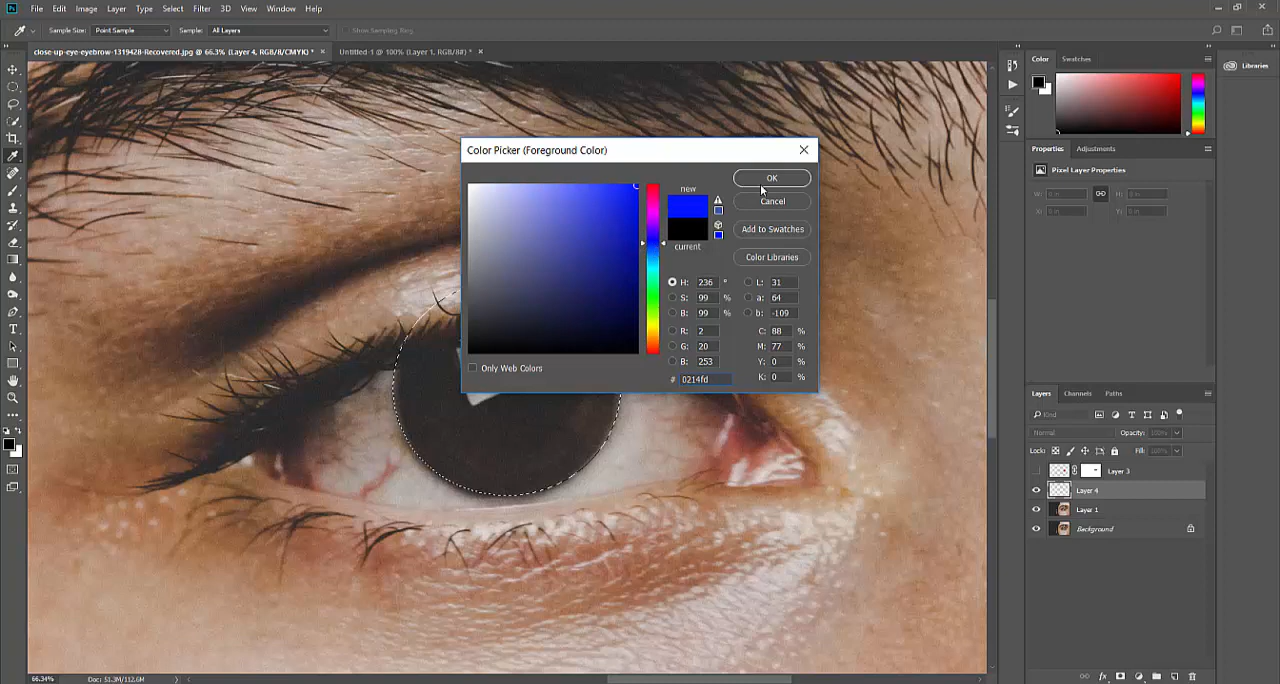 Ps File Edit Image Layer Type Select Filter 3D View Window Help
Sample Size: Point Sample Sample: All Layers Show Sampling Ring
close-up-eye-eyebrow-1319428-Recovered.jpg @ 66.3% (Layer 4, RGB/8/CMYK) * × Untitled-1 @ 100% (Layer 1, RGB/8#) * ×
Color Swatches
Libraries
Color Picker (Foreground Color)
new
OK
Cancel
Add to Swatches
current
Color Libraries
H: 236 ° L: 31
S: 99 % a: 64
B: 99 % b: -109
R: 2 C: 88 %
G: 20 M: 77 %
B: 253 Y: 0 %
# 0214fd K: 0 %
Only Web Colors
Properties Adjustments
Pixel Layer Properties
W: H:
X: Y:
Layers Channels Paths
Kind
Normal Opacity: 100%
Lock: Fill: 100%
Layer 3
Layer 4
Layer 1
Background
fx
66.34% Doc: 51.3M/112.6M